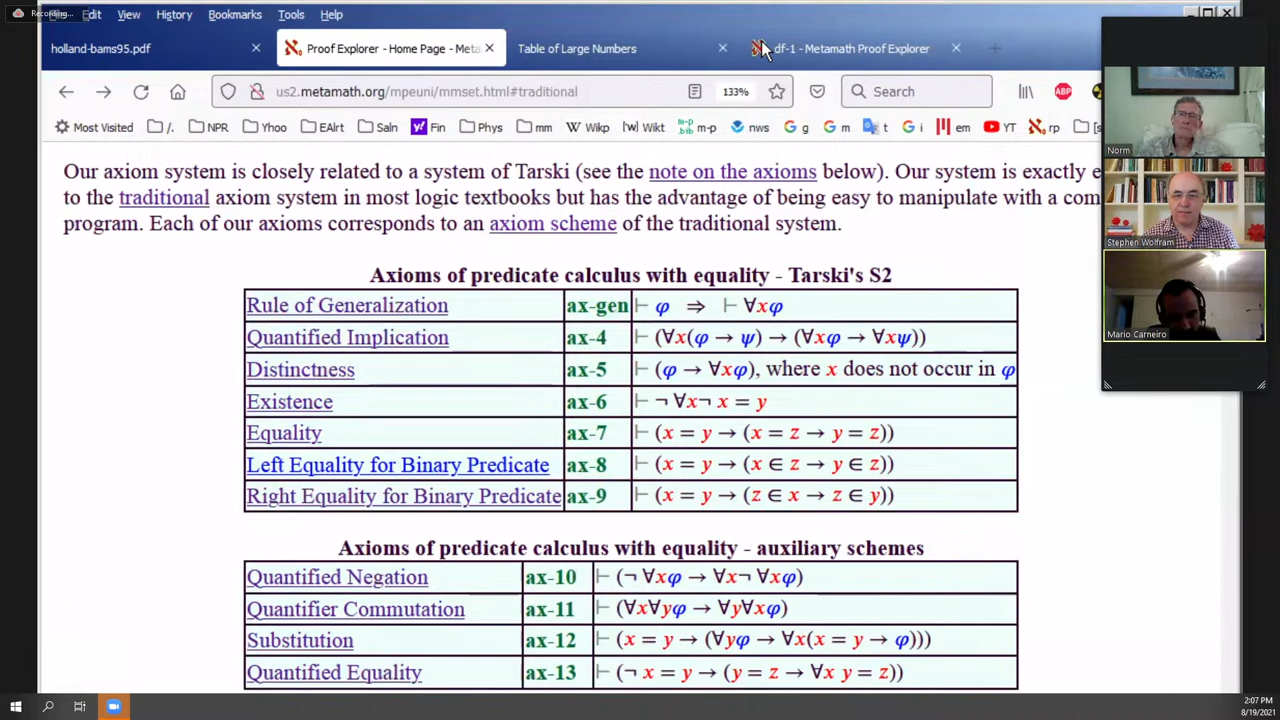 Recording...
Edit View History Bookmarks Tools Help
holland-bams95.pdf Proof Explorer - Home Page - Meta Table of Large Numbers df-1 - Metamath Proof Explorer
us2.metamath.org/mpeuni/mmset.html#traditional 133% Search ABP
Most Visited /. NPR Yhoo EAlrt Saln Fin Phys mm Wikp Wikt m-p nws g m t i em YT rp [s
Our axiom system is closely related to a system of Tarski (see the note on the axioms below). Our system is exactly e
to the traditional axiom system in most logic textbooks but has the advantage of being easy to manipulate with a com
program. Each of our axioms corresponds to an axiom scheme of the traditional system.
Axioms of predicate calculus with equality - Tarski's S2
Rule of Generalization ax-gen ⊢ φ ⇒ ⊢ ∀xφ
Quantified Implication ax-4 ⊢ (∀x(φ → ψ) → (∀xφ → ∀xψ))
Distinctness ax-5 ⊢ (φ → ∀xφ), where x does not occur in φ
Existence ax-6 ⊢ ¬ ∀x¬ x = y
Equality ax-7 ⊢ (x = y → (x = z → y = z))
Left Equality for Binary Predicate ax-8 ⊢ (x = y → (x ∈ z → y ∈ z))
Right Equality for Binary Predicate ax-9 ⊢ (x = y → (z ∈ x → z ∈ y))
Axioms of predicate calculus with equality - auxiliary schemes
Quantified Negation ax-10 ⊢ (¬ ∀xφ → ∀x¬ ∀xφ)
Quantifier Commutation ax-11 ⊢ (∀x∀yφ → ∀y∀xφ)
Substitution ax-12 ⊢ (x = y → (∀yφ → ∀x(x = y → φ)))
Quantified Equality ax-13 ⊢ (¬ x = y → (y = z → ∀x y = z))
Norm
Stephen Wolfram
Mario Carneiro
2:07 PM
8/19/2021